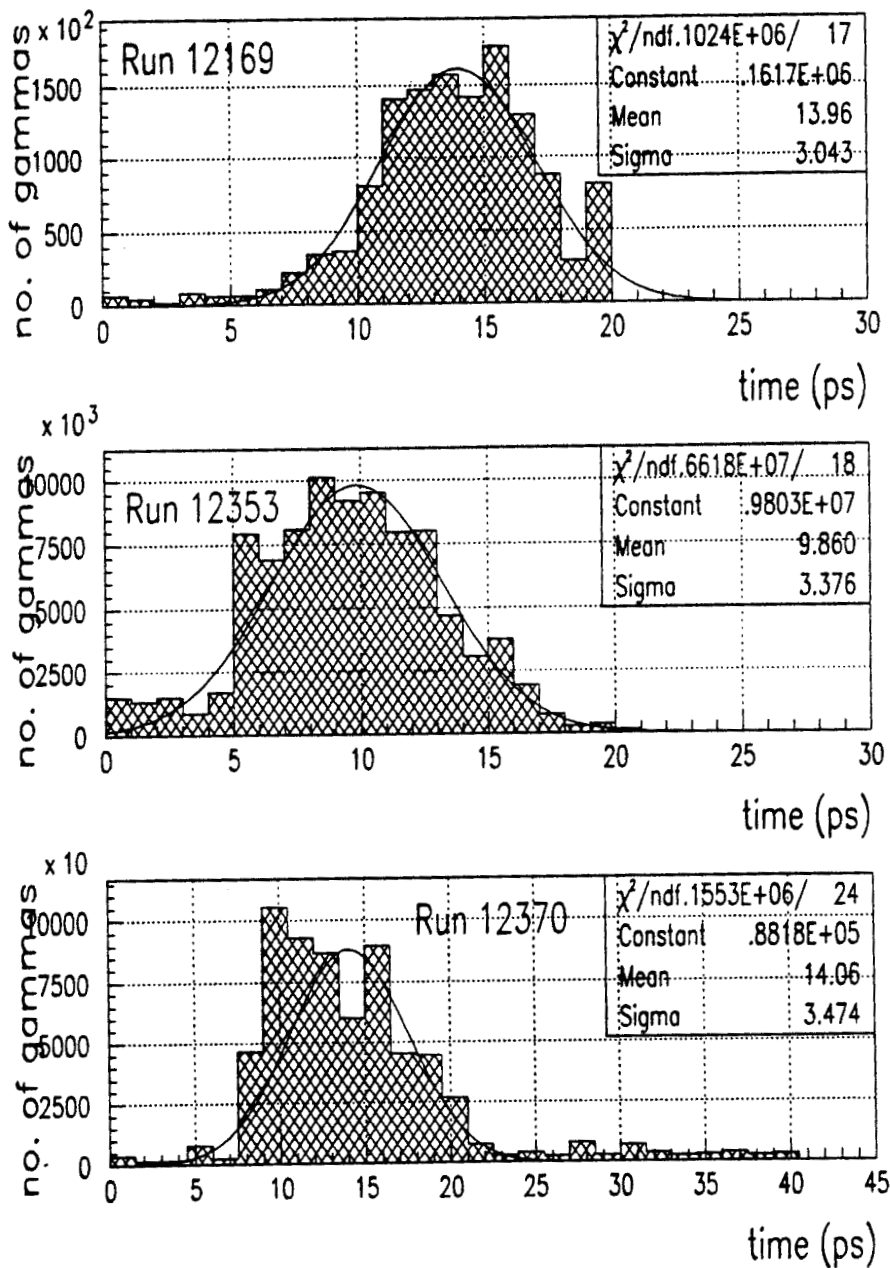 x 10²
no. of gammas
Run 12169
1500
1000
500
0
χ²/ndf.1024E+06/ 17
Constant .1617E+06
Mean 13.96
Sigma 3.043
0 5 10 15 20 25 30
time (ps)
x 10³
no. of gammas
Run 12353
10000
7500
5000
2500
0
χ²/ndf.6618E+07/ 18
Constant .9803E+07
Mean 9.860
Sigma 3.376
0 5 10 15 20 25 30
time (ps)
x 10
no. of gammas
Run 12370
10000
7500
5000
2500
0
χ²/ndf.1553E+06/ 24
Constant .8818E+05
Mean 14.06
Sigma 3.474
0 5 10 15 20 25 30 35 40 45
time (ps)